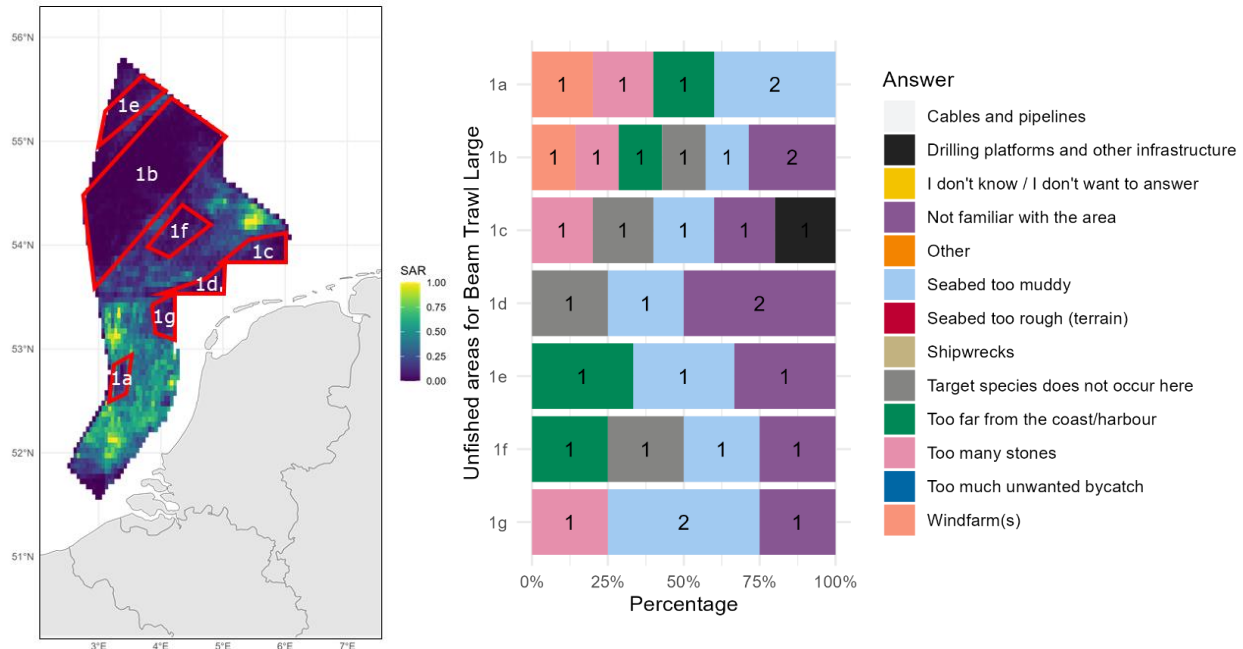 56°N
55°N
54°N
53°N
52°N
51°N
3°E
4°E
5°E
6°E
7°E
1e
1b
1f
1c
1d
1g
1a
SAR
1.00
0.75
0.50
0.25
0.00
Unfished areas for Beam Trawl Large
1a
1 1 1 2
1b
1 1 1 1 1 2
1c
1 1 1 1 1
1d
1 1 2
1e
1 1 1
1f
1 1 1 1
1g
1 2 1
0% 25% 50% 75% 100%
Percentage
Answer
Cables and pipelines
Drilling platforms and other infrastructure
I don't know / I don't want to answer
Not familiar with the area
Other
Seabed too muddy
Seabed too rough (terrain)
Shipwrecks
Target species does not occur here
Too far from the coast/harbour
Too many stones
Too much unwanted bycatch
Windfarm(s)